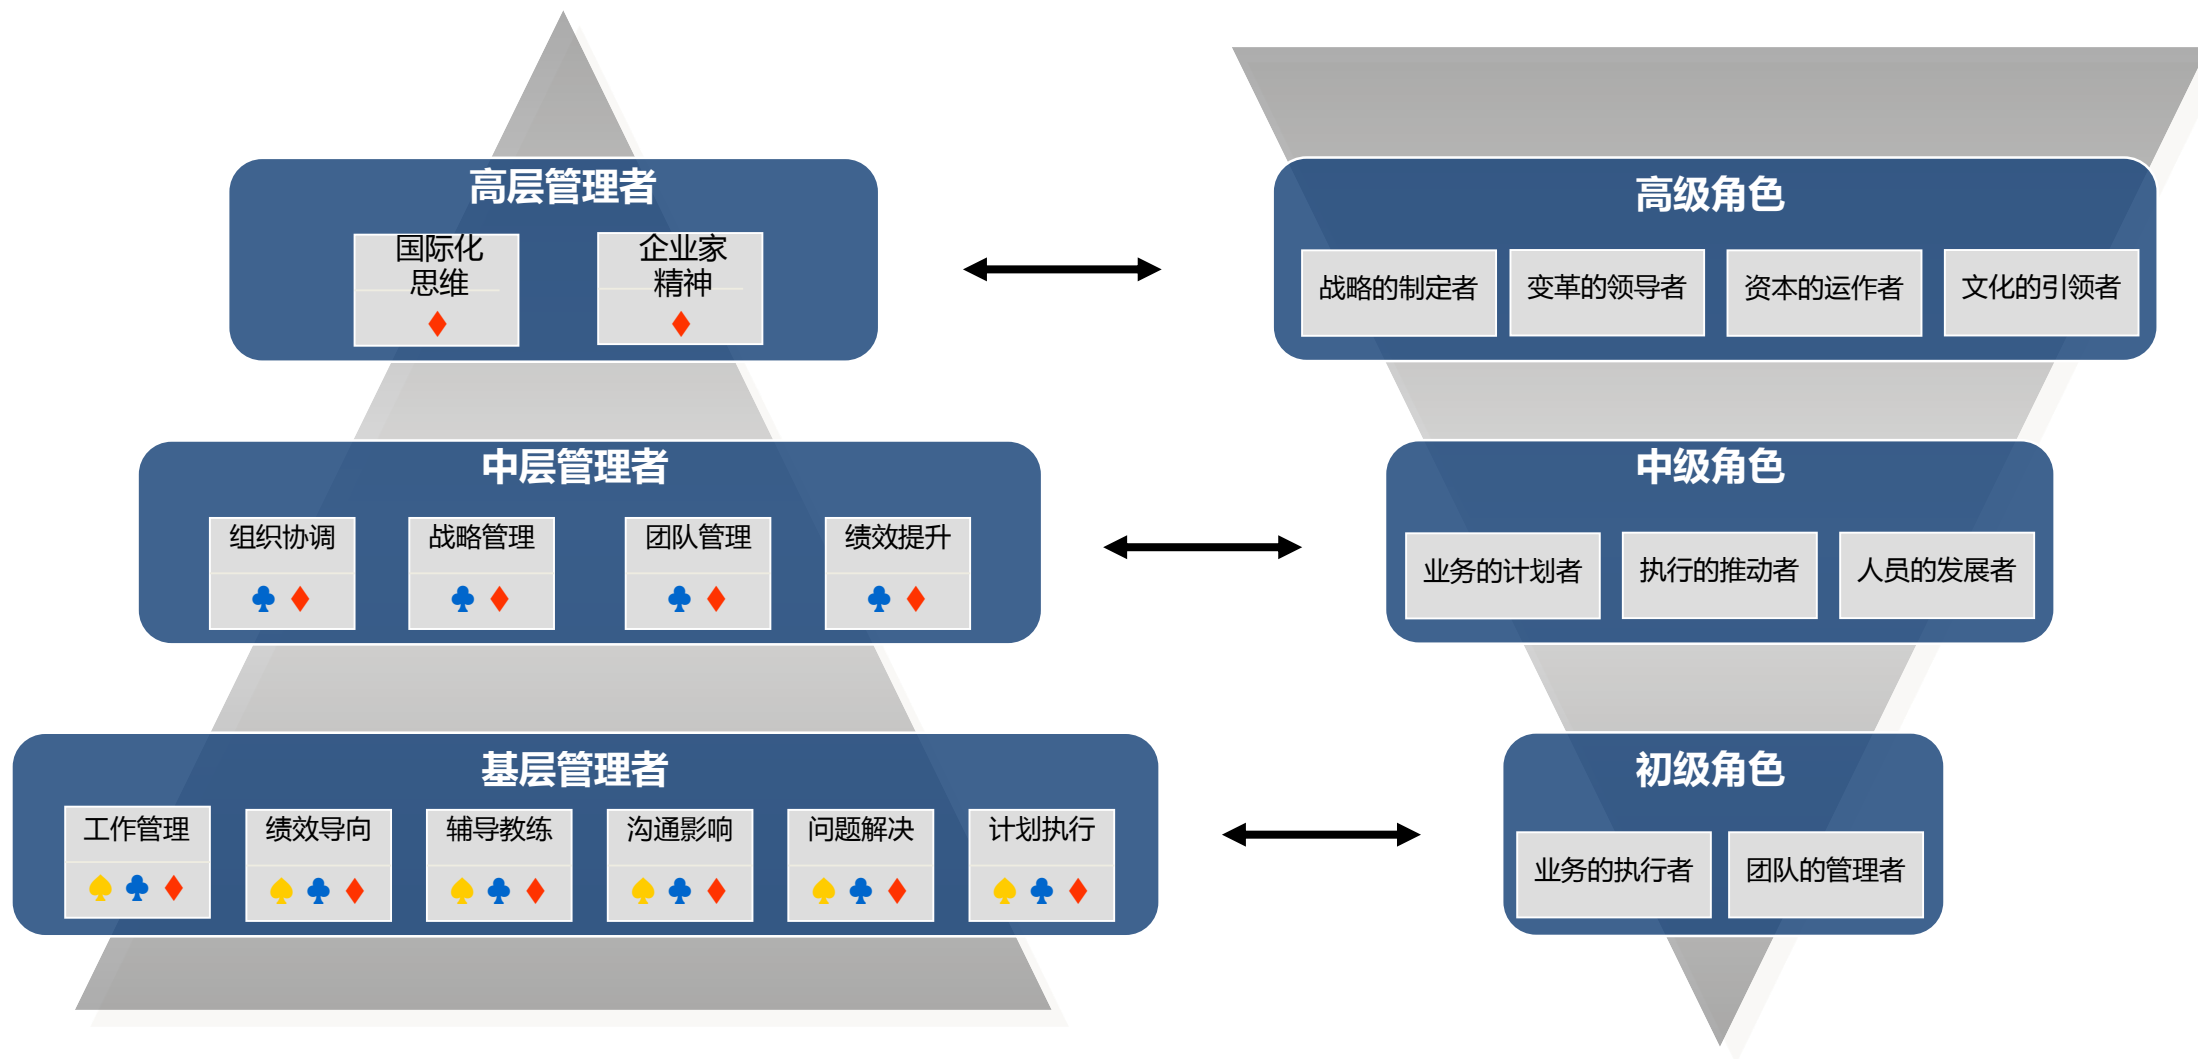 高层管理者
国际化
思维
企业家
精神
高级角色
战略的制定者
变革的领导者
资本的运作者
文化的引领者
中层管理者
组织协调
战略管理
团队管理
绩效提升
中级角色
业务的计划者
执行的推动者
人员的发展者
基层管理者
工作管理
绩效导向
辅导教练
沟通影响
问题解决
计划执行
初级角色
业务的执行者
团队的管理者